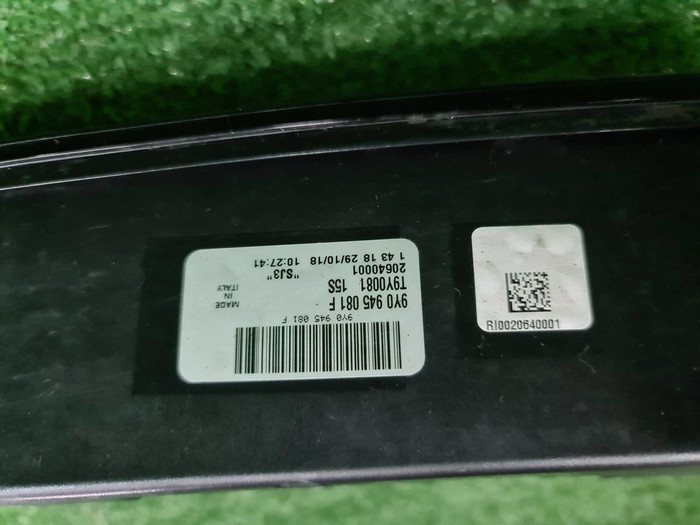 9Y0 945 081 F
9Y0 945 081 F
T9Y0081 15S
20640001
1 43 18 29/10/18 10:27:41
"SJ3"
MADE
IN
ITALY
RI0020640001